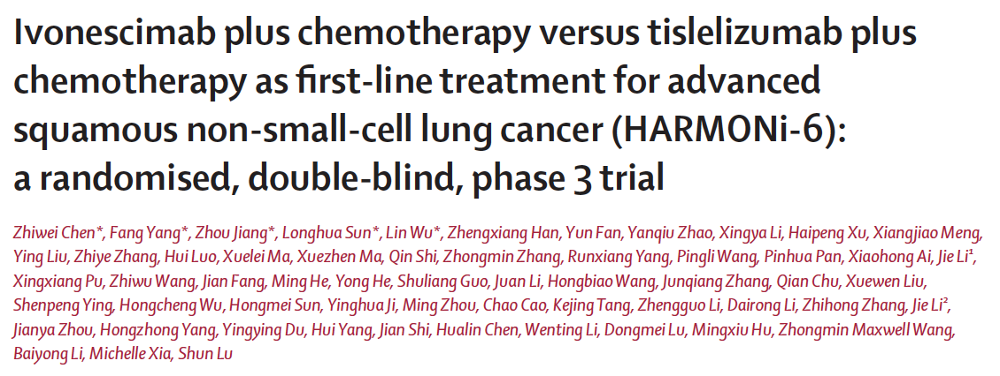 Ivonescimab plus chemotherapy versus tislelizumab plus
chemotherapy as first-line treatment for advanced
squamous non-small-cell lung cancer (HARMONi-6):
a randomised, double-blind, phase 3 trial
Zhiwei Chen*, Fang Yang*, Zhou Jiang*, Longhua Sun*, Lin Wu*, Zhengxiang Han, Yun Fan, Yanqiu Zhao, Xingya Li, Haipeng Xu, Xiangjiao Meng,
Ying Liu, Zhiye Zhang, Hui Luo, Xuelei Ma, Xuezhen Ma, Qin Shi, Zhongmin Zhang, Runxiang Yang, Pingli Wang, Pinhua Pan, Xiaohong Ai, Jie Li¹,
Xingxiang Pu, Zhiwu Wang, Jian Fang, Ming He, Yong He, Shuliang Guo, Juan Li, Hongbiao Wang, Junqiang Zhang, Qian Chu, Xuewen Liu,
Shenpeng Ying, Hongcheng Wu, Hongmei Sun, Yinghua Ji, Ming Zhou, Chao Cao, Kejing Tang, Zhengguo Li, Dairong Li, Zhihong Zhang, Jie Li²,
Jianya Zhou, Hongzhong Yang, Yingying Du, Hui Yang, Jian Shi, Hualin Chen, Wenting Li, Dongmei Lu, Mingxiu Hu, Zhongmin Maxwell Wang,
Baiyong Li, Michelle Xia, Shun Lu